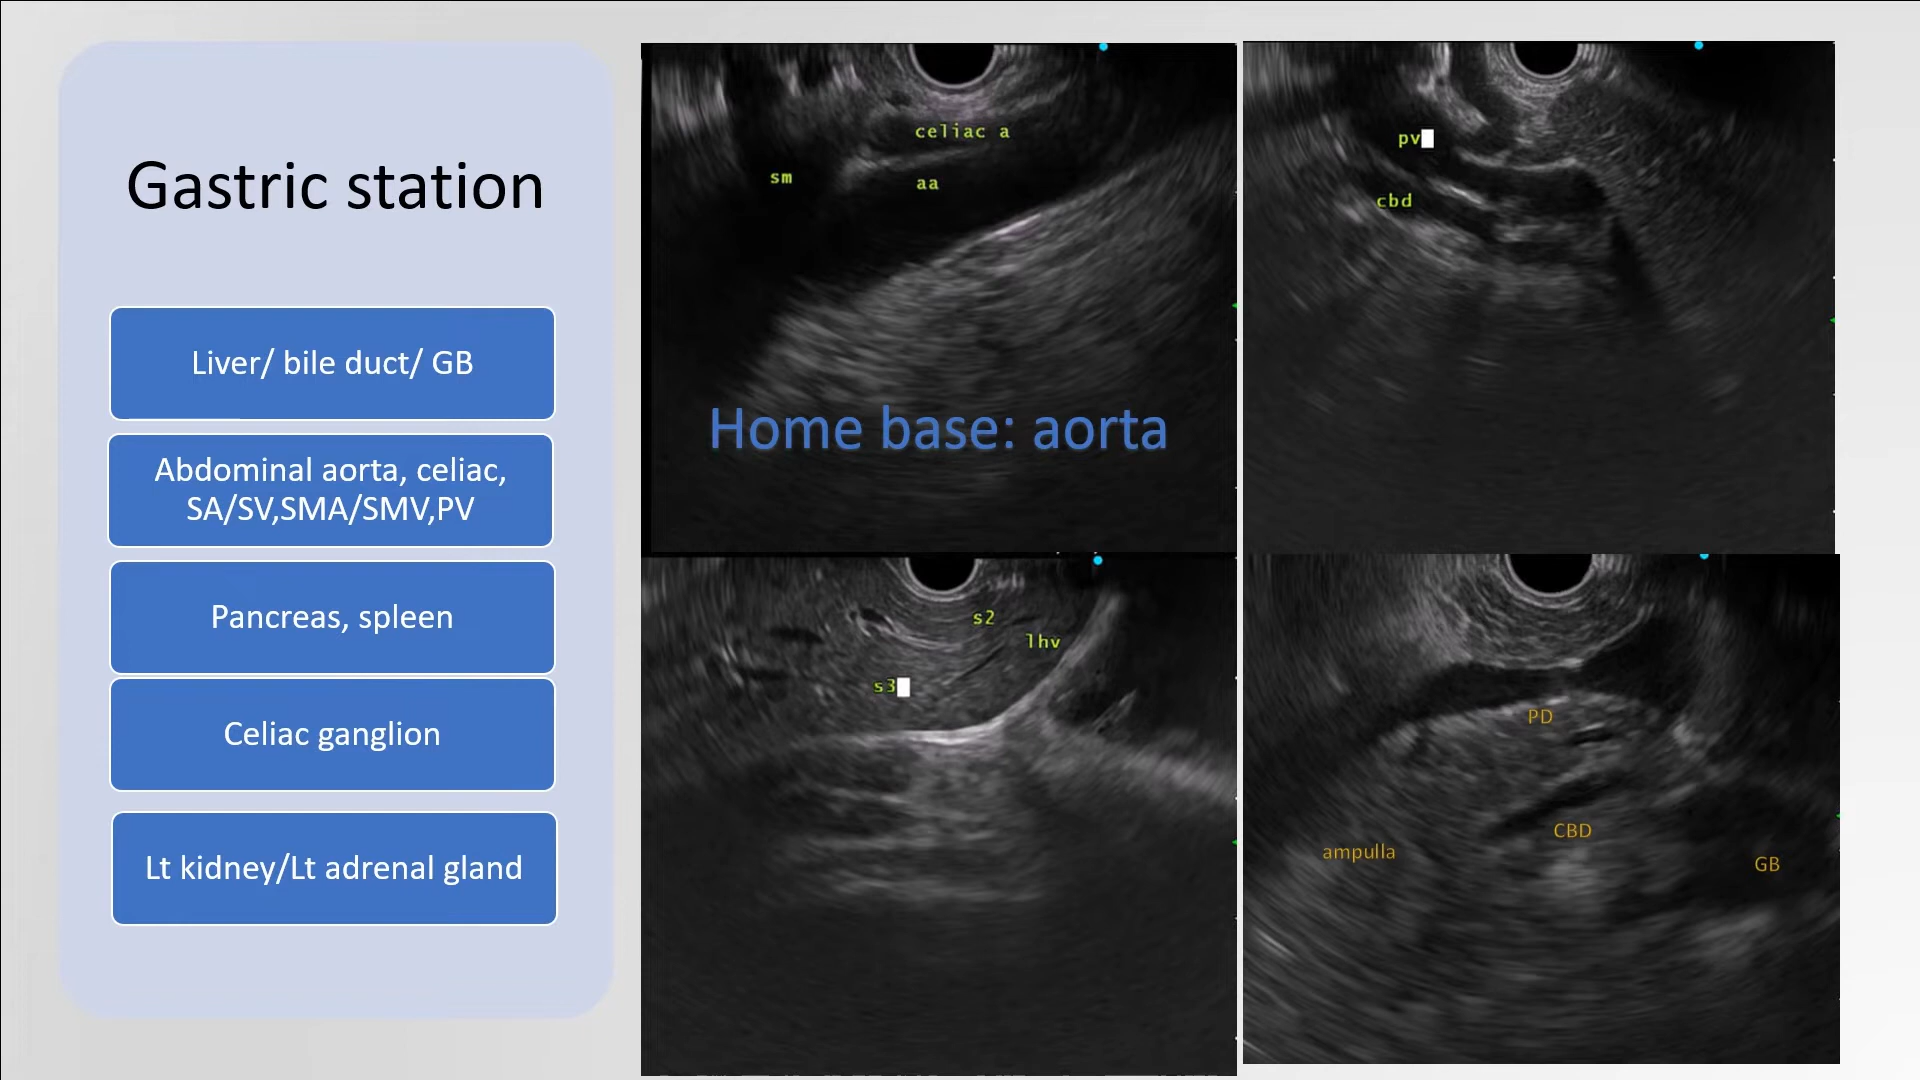 Gastric station
Liver/ bile duct/ GB
Abdominal aorta, celiac,
SA/SV,SMA/SMV,PV
Pancreas, spleen
Celiac ganglion
Lt kidney/Lt adrenal gland
celiac a
sm
aa
Home base: aorta
pv
cbd
s2
lhv
s3
PD
CBD
ampulla
GB